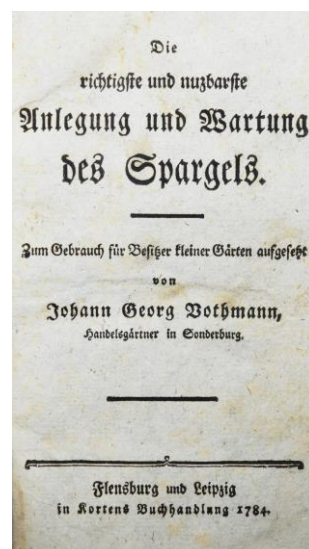 Die
richtigste und nuzbarste
Anlegung und Wartung
des Spargels.
Zum Gebrauch für Besitzer kleiner Gärten aufgesetzt
von
Johann Georg Vothmann,
Handelsgärtner in Sonderburg.
Flensburg und Leipzig
in Kortens Buchhandlung 1784.